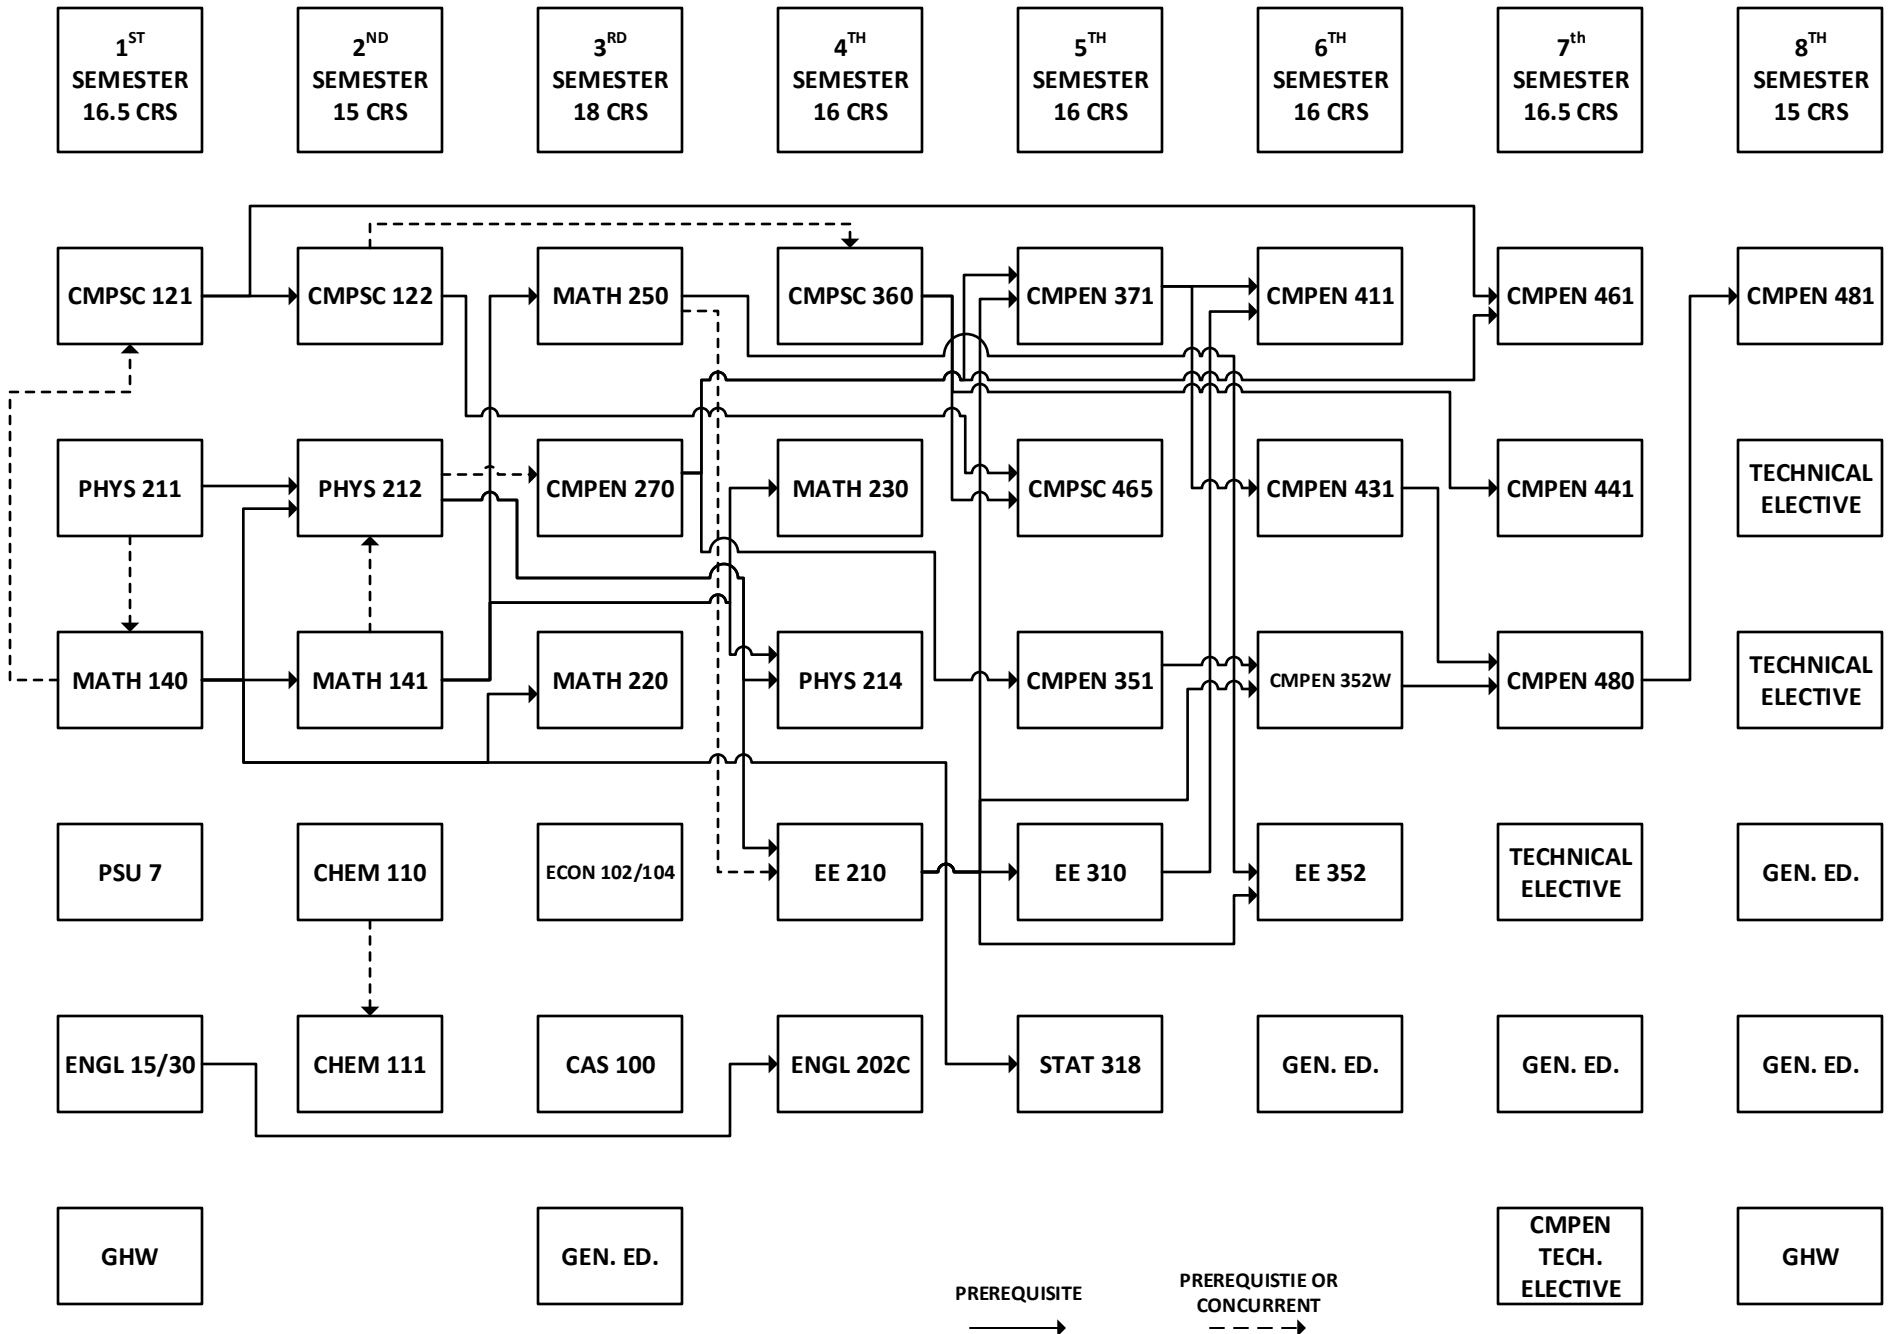 1ST
SEMESTER
16.5 CRS
2ND
SEMESTER
15 CRS
3RD
SEMESTER
18 CRS
4TH
SEMESTER
16 CRS
5TH
SEMESTER
16 CRS
6TH
SEMESTER
16 CRS
7th
SEMESTER
16.5 CRS
8TH
SEMESTER
15 CRS
CMPSC 121
CMPSC 122
MATH 250
CMPSC 360
CMPEN 371
CMPEN 411
CMPEN 461
CMPEN 481
PHYS 211
PHYS 212
CMPEN 270
MATH 230
CMPSC 465
CMPEN 431
CMPEN 441
TECHNICAL
ELECTIVE
MATH 140
MATH 141
MATH 220
PHYS 214
CMPEN 351
CMPEN 352W
CMPEN 480
TECHNICAL
ELECTIVE
PSU 7
CHEM 110
ECON 102/104
EE 210
EE 310
EE 352
TECHNICAL
ELECTIVE
GEN. ED.
ENGL 15/30
CHEM 111
CAS 100
ENGL 202C
STAT 318
GEN. ED.
GEN. ED.
GEN. ED.
GHW
GEN. ED.
CMPEN
TECH.
ELECTIVE
GHW
PREREQUISITE
PREREQUISTIE OR
CONCURRENT